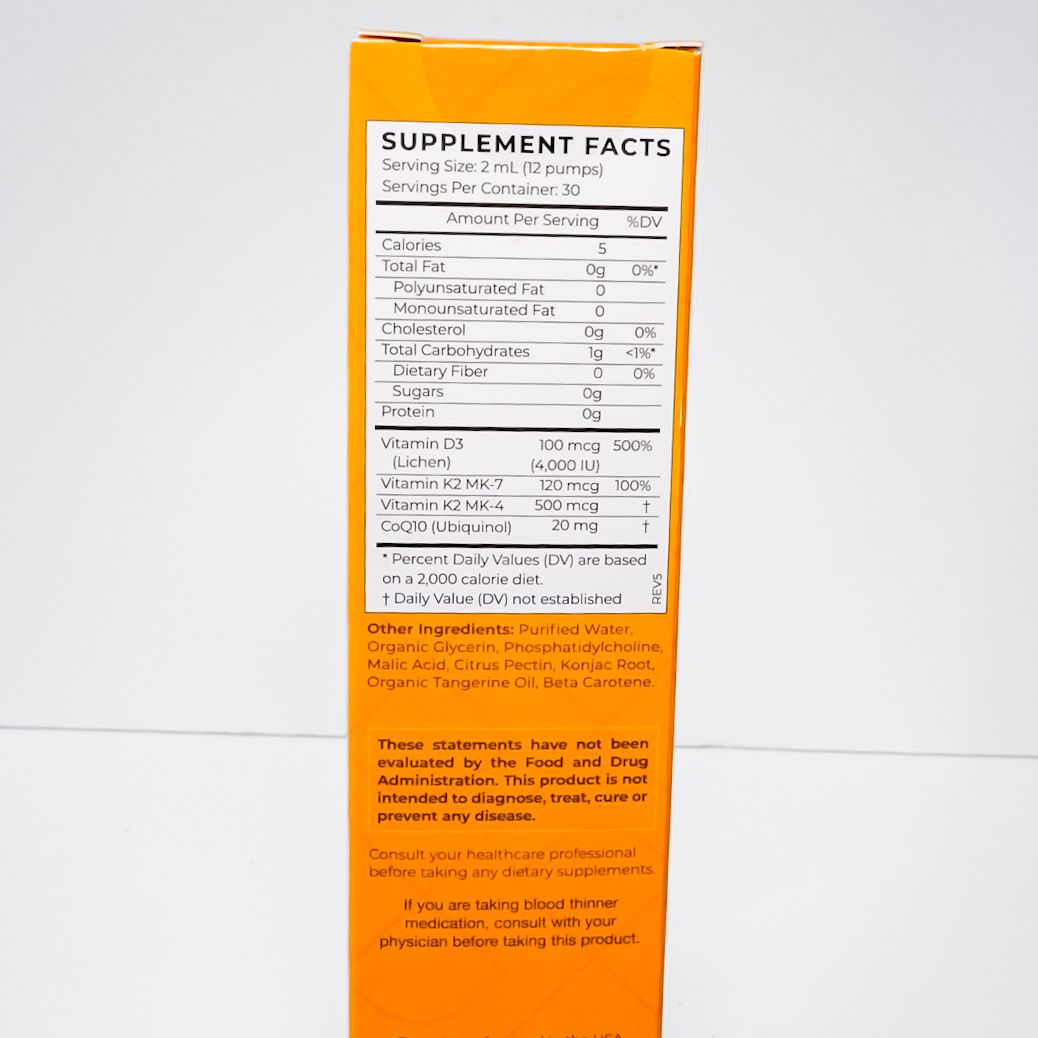 SUPPLEMENT FACTS
Serving Size: 2 mL (12 pumps)
Servings Per Container: 30
Amount Per Serving %DV
Calories 5
Total Fat 0g 0%*
Polyunsaturated Fat 0
Monounsaturated Fat 0
Cholesterol 0g 0%
Total Carbohydrates 1g <1%*
Dietary Fiber 0 0%
Sugars 0g
Protein 0g
Vitamin D3 100 mcg 500%
(Lichen) (4,000 IU)
Vitamin K2 MK-7 120 mcg 100%
Vitamin K2 MK-4 500 mcg †
CoQ10 (Ubiquinol) 20 mg †
* Percent Daily Values (DV) are based
on a 2,000 calorie diet.
† Daily Value (DV) not established
REV5
Other Ingredients: Purified Water,
Organic Glycerin, Phosphatidylcholine,
Malic Acid, Citrus Pectin, Konjac Root,
Organic Tangerine Oil, Beta Carotene.
These statements have not been
evaluated by the Food and Drug
Administration. This product is not
intended to diagnose, treat, cure or
prevent any disease.
Consult your healthcare professional
before taking any dietary supplements.
If you are taking blood thinner
medication, consult with your
physician before taking this product.
in the USA